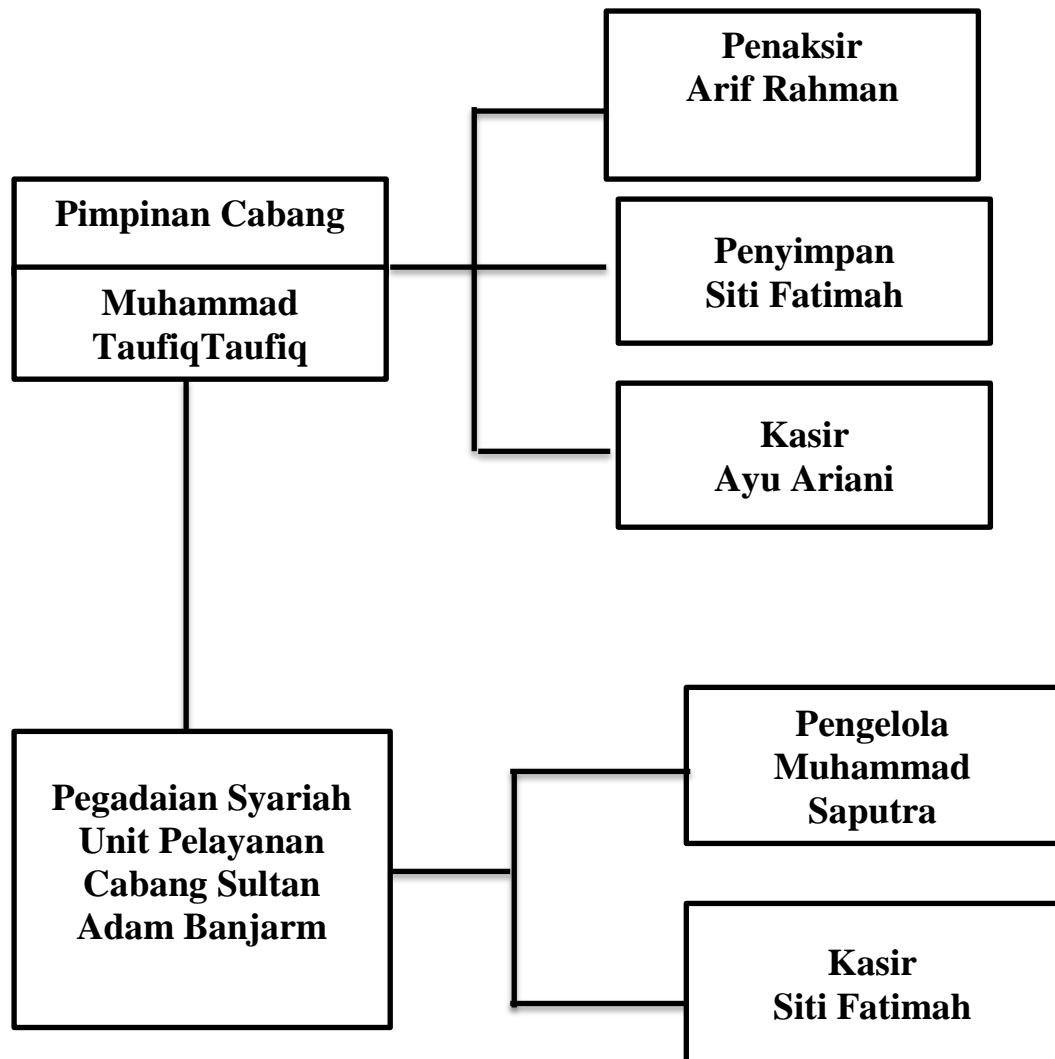 Penaksir
Arif Rahman
Pimpinan Cabang
Muhammad
TaufiqTaufiq
Penyimpan
Siti Fatimah
Kasir
Ayu Ariani
Pegadaian Syariah
Unit Pelayanan
Cabang Sultan
Adam Banjarm
Pengelola
Muhammad
Saputra
Kasir
Siti Fatimah